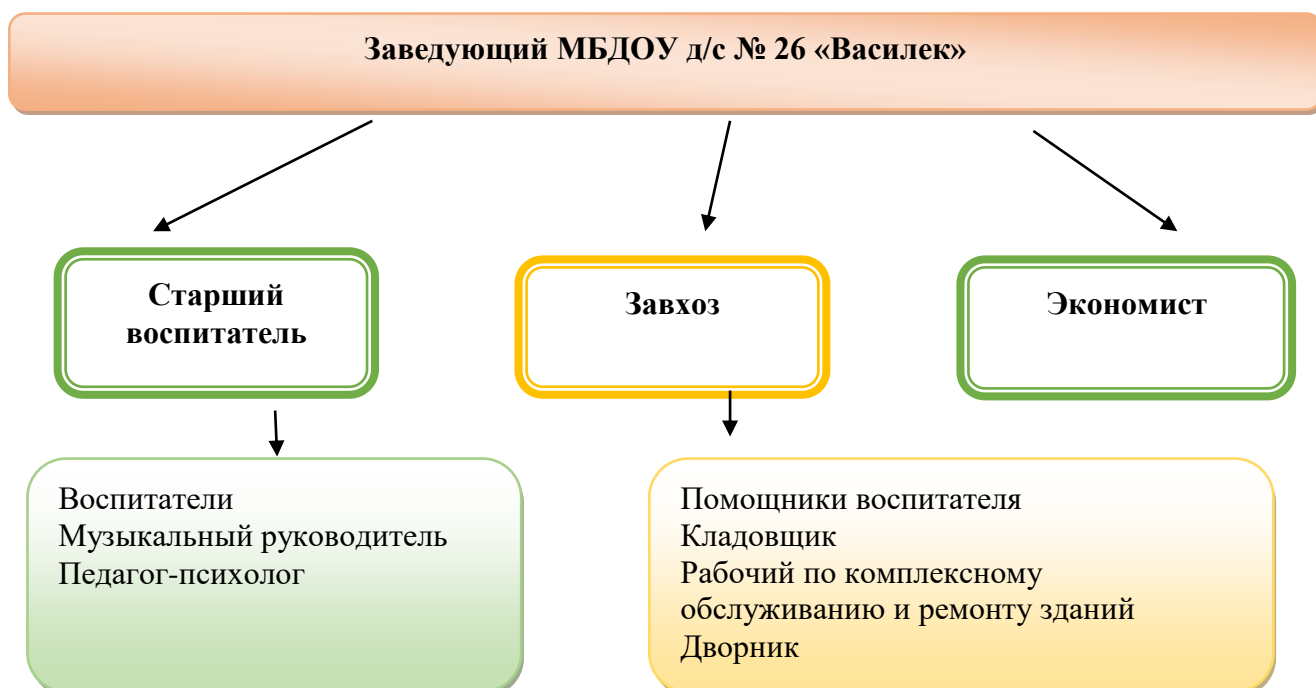 Заведующий МБДОУ д/с № 26 «Василек»
Старший
воспитатель
Завхоз
Экономист
Воспитатели
Музыкальный руководитель
Педагог-психолог
Помощники воспитателя
Кладовщик
Рабочий по комплексному
обслуживанию и ремонту зданий
Дворник